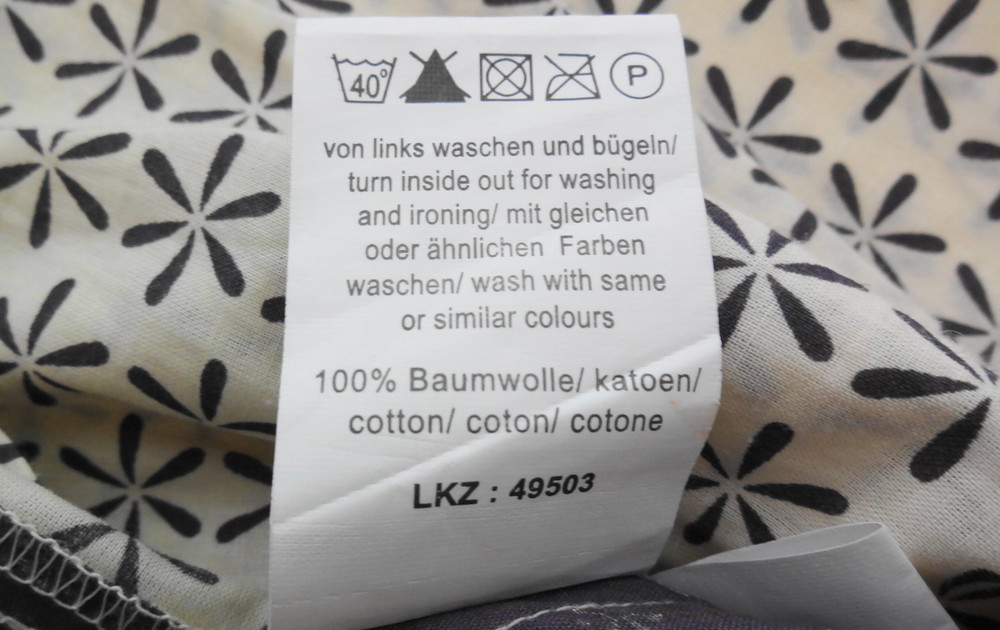 40°
P
von links waschen und bügeln/
turn inside out for washing
and ironing/ mit gleichen
oder ähnlichen Farben
waschen/ wash with same
or similar colours
100% Baumwolle/ katoen/
cotton/ coton/ cotone
LKZ : 49503